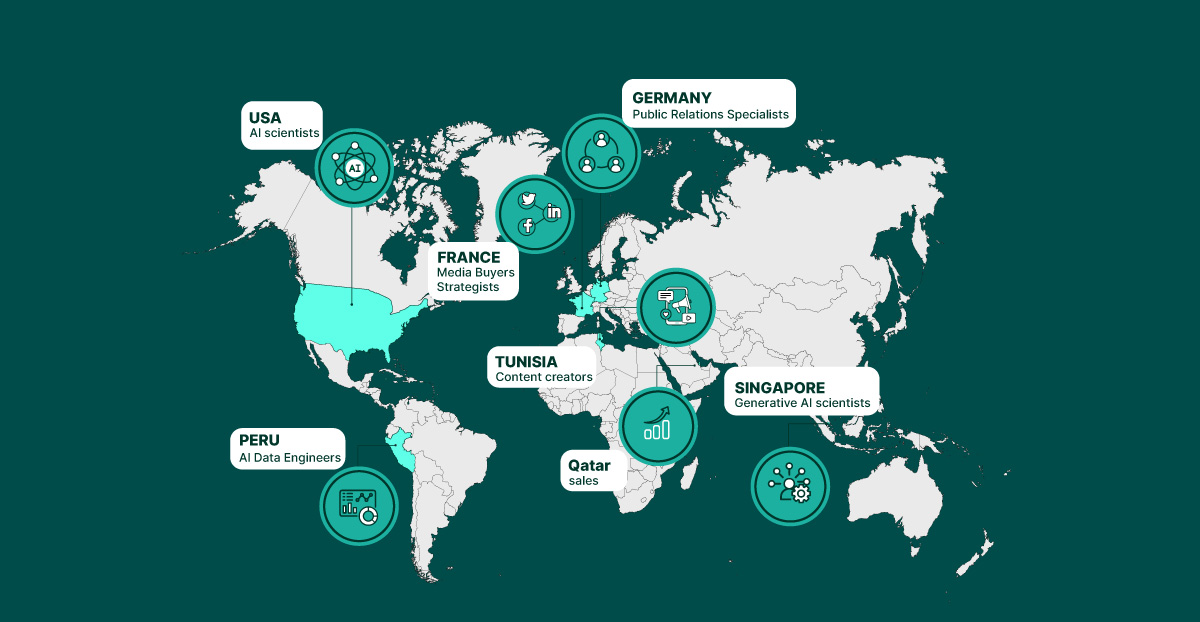 GERMANY
Public Relations Specialists
USA
AI scientists
AI
in
f
FRANCE
Media Buyers
Strategists
TUNISIA
Content creators
SINGAPORE
Generative AI scientists
PERU
AI Data Engineers
Qatar
sales